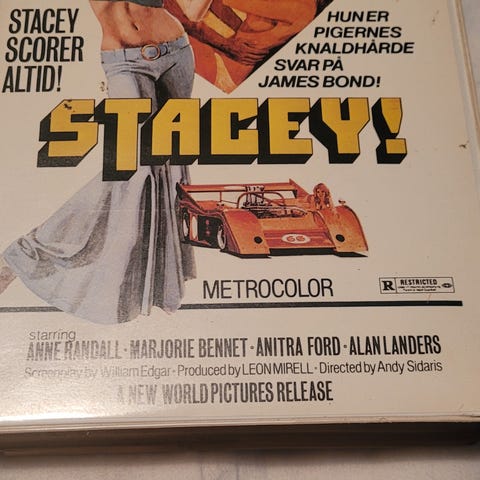 STACEY
SCORER
ALTID!
HUN ER
PIGERNES
KNALDHÅRDE
SVAR PÅ
JAMES BOND!
STACEY!
66
METROCOLOR
R RESTRICTED
starring
ANNE RANDALL · MARJORIE BENNET · ANITRA FORD · ALAN LANDERS
Screenplay by William Edgar · Produced by LEON MIRELL · Directed by Andy Sidaris
A NEW WORLD PICTURES RELEASE